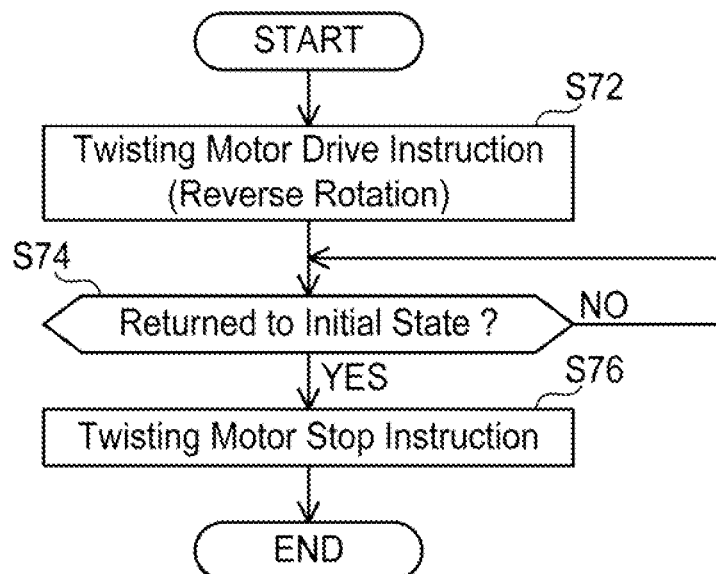 START
S72
Twisting Motor Drive Instruction
(Reverse Rotation)
S74
Returned to Initial State ?
NO
YES
S76
Twisting Motor Stop Instruction
END